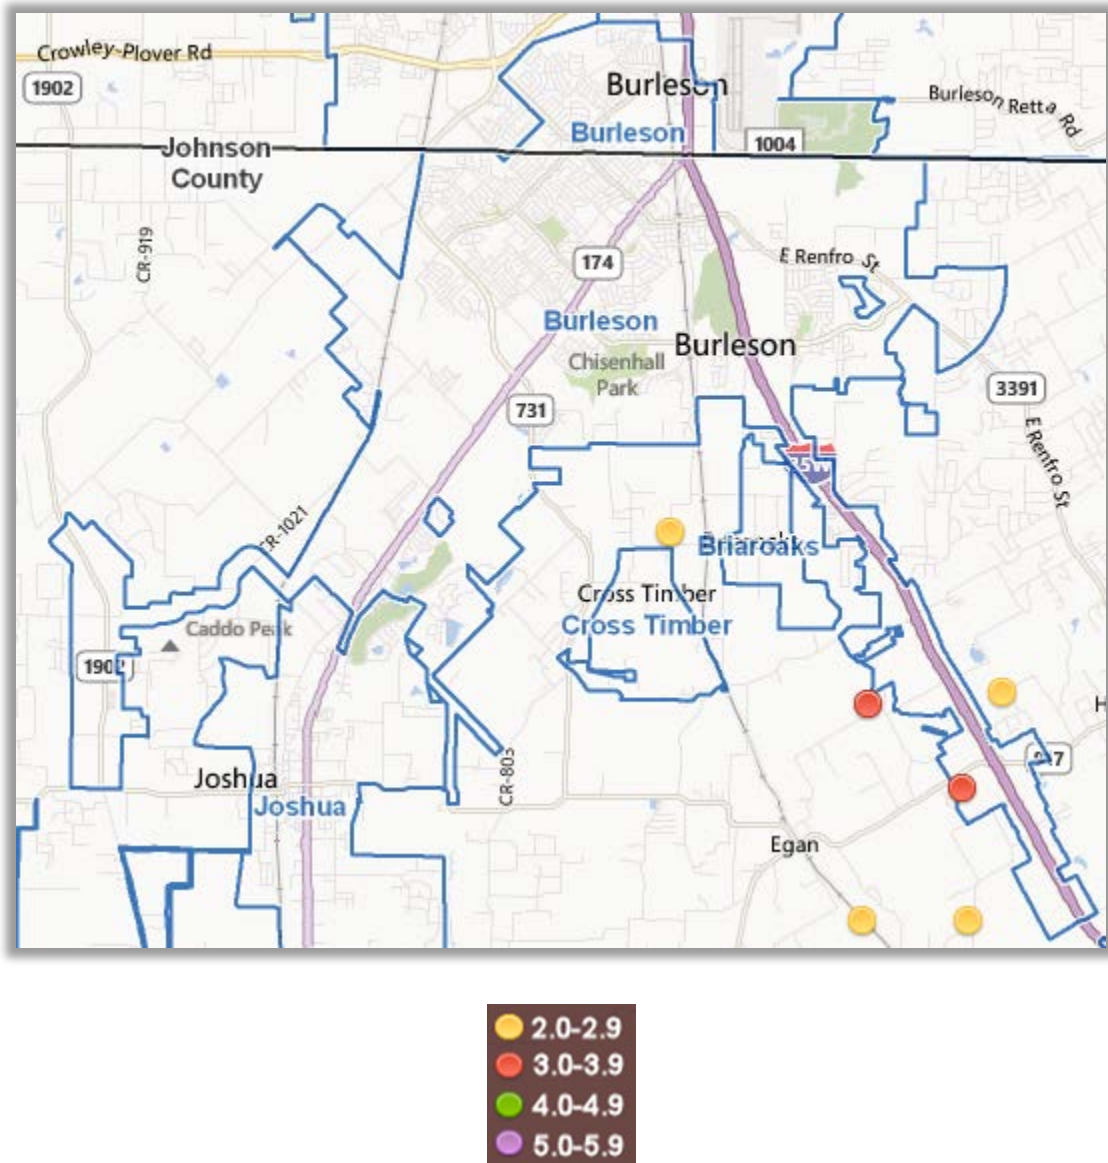 Crowley-Plover Rd
1902
Burleson
Burleson Retta Rd
Burleson
1004
Johnson
County
CR-919
174
E Renfro St
Burleson
Burleson
Chisenhall
Park
731
3391
E Renfro St
35W
CR-1021
Briaroaks
Cross Timber
Cross Timber
Caddo Peak
1902
H
CR-803
Joshua
Joshua
Egan
2.0-2.9
3.0-3.9
4.0-4.9
5.0-5.9